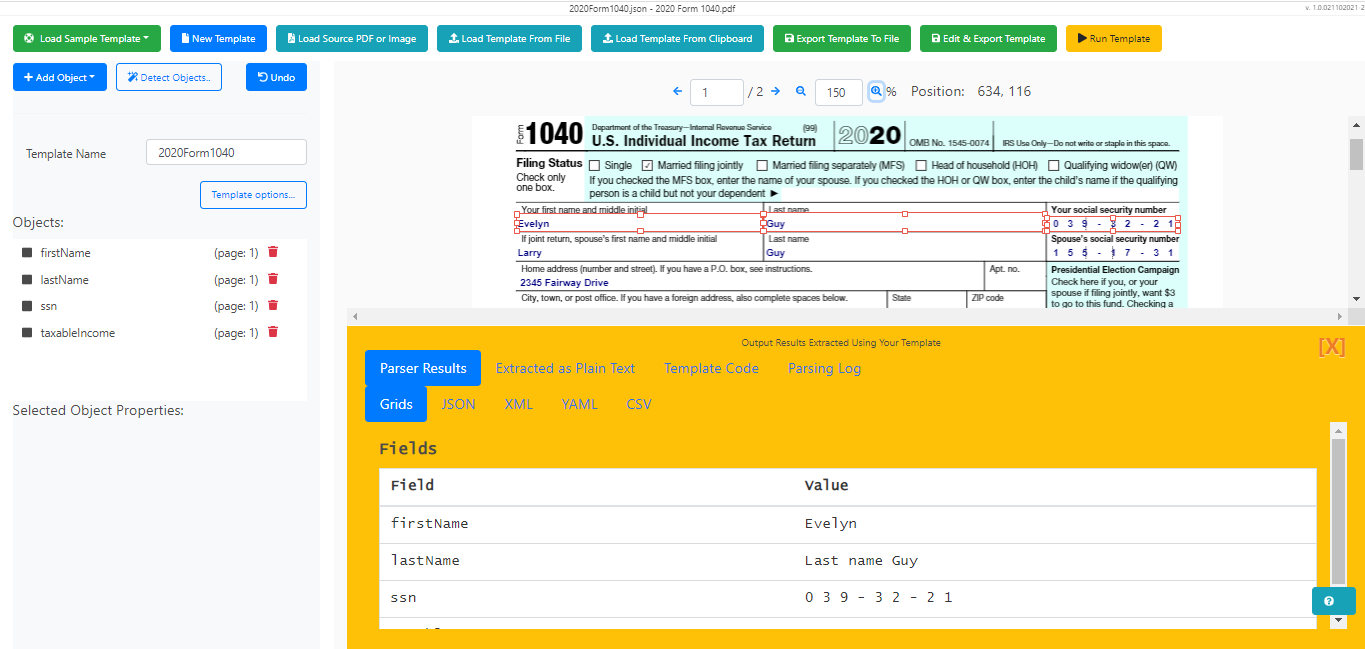 2020Form1040.json - 2020 Form 1040.pdf
v. 1.0.021102021-2
Load Sample Template
New Template
Load Source PDF or Image
Load Template From File
Load Template From Clipboard
Export Template To File
Edit & Export Template
Run Template
Add Object
Detect Objects..
Undo
1 / 2 150 % Position: 634, 116
Template Name 2020Form1040
Template options...
Objects:
firstName (page: 1)
lastName (page: 1)
ssn (page: 1)
taxableIncome (page: 1)
Selected Object Properties:
Form 1040 Department of the Treasury—Internal Revenue Service (99)
U.S. Individual Income Tax Return 2020 OMB No. 1545-0074 IRS Use Only—Do not write or staple in this space.
Filing Status Single Married filing jointly Married filing separately (MFS) Head of household (HOH) Qualifying widow(er) (QW)
Check only one box.
If you checked the MFS box, enter the name of your spouse. If you checked the HOH or QW box, enter the child's name if the qualifying
person is a child but not your dependent ▶
Your first name and middle initial Last name Your social security number
Evelyn Guy 0 3 9 - 3 2 - 2 1
If joint return, spouse's first name and middle initial Last name Spouse's social security number
Larry Guy 1 5 5 - 1 7 - 3 1
Home address (number and street). If you have a P.O. box, see instructions. Apt. no. Presidential Election Campaign
2345 Fairway Drive
Check here if you, or your
spouse if filing jointly, want $3
to go to this fund. Checking a
City, town, or post office. If you have a foreign address, also complete spaces below. State ZIP code
Output Results Extracted Using Your Template
[X]
Parser Results Extracted as Plain Text Template Code Parsing Log
Grids JSON XML YAML CSV
Fields
Field Value
firstName Evelyn
lastName Last name Guy
ssn 0 3 9 - 3 2 - 2 1